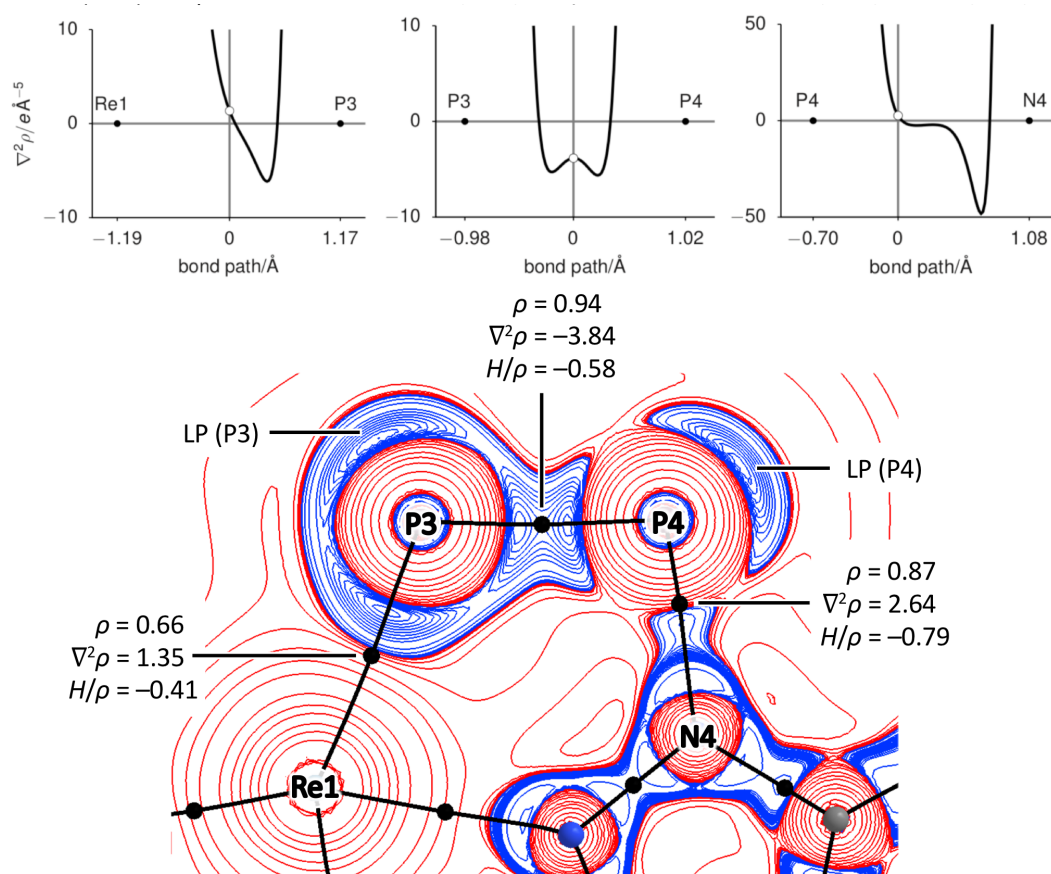 10
0
−10
∇²ρ/eÅ⁻⁵
Re1
P3
−1.19
0
1.17
bond path/Å
10
0
−10
P3
P4
−0.98
0
1.02
bond path/Å
50
0
−50
P4
N4
−0.70
0
1.08
bond path/Å
ρ = 0.94
∇²ρ = −3.84
H/ρ = −0.58
LP (P3)
LP (P4)
P3
P4
ρ = 0.87
∇²ρ = 2.64
H/ρ = −0.79
ρ = 0.66
∇²ρ = 1.35
H/ρ = −0.41
N4
Re1